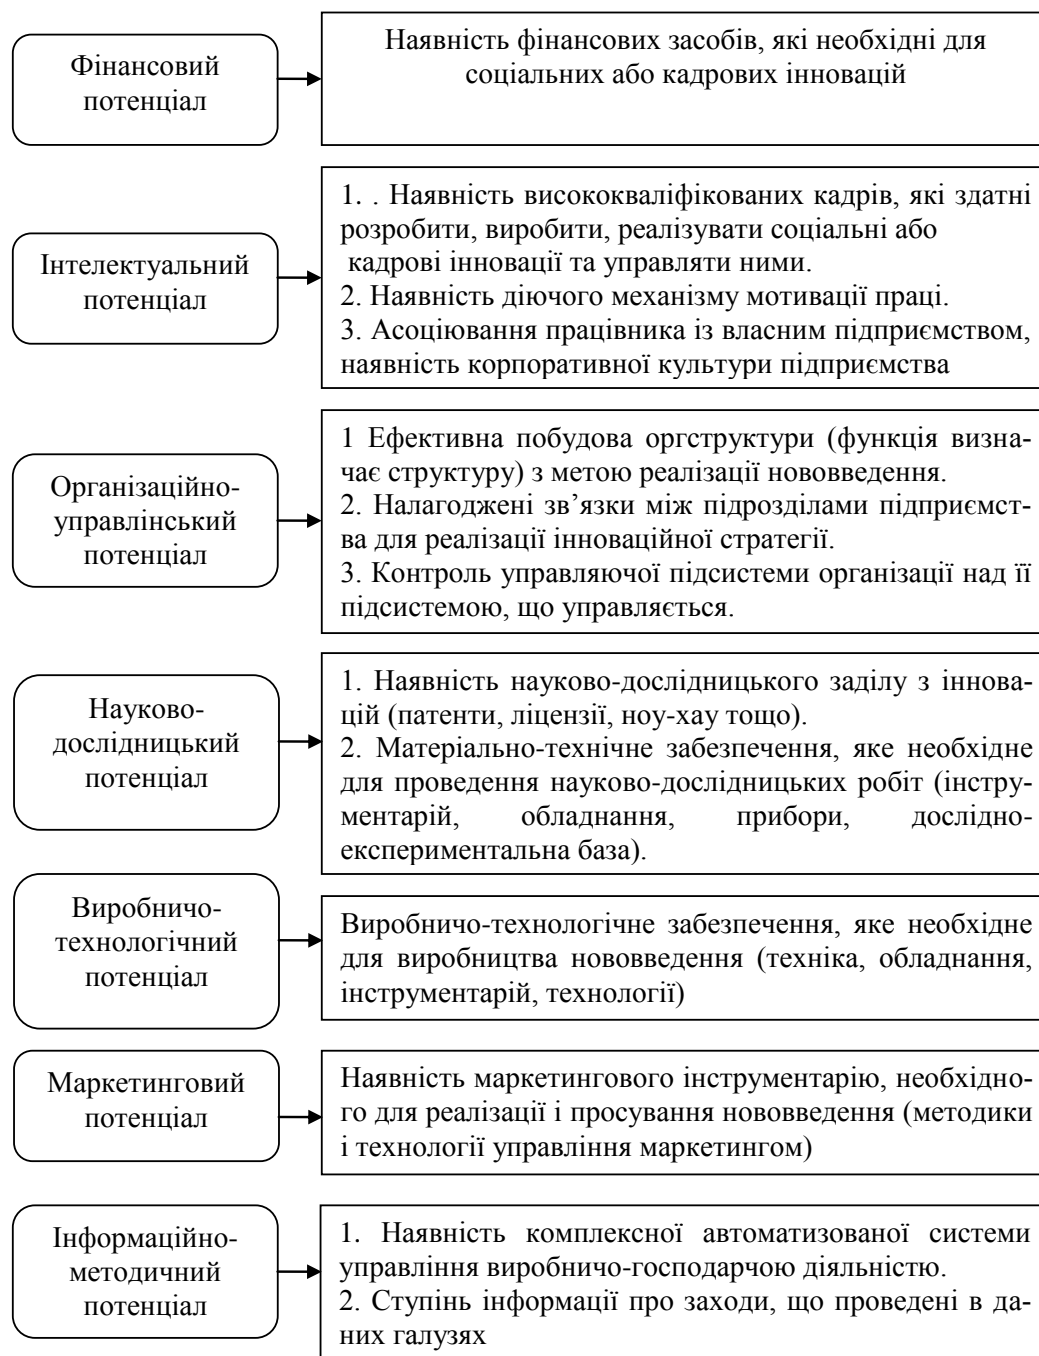 Фінансовий
потенціал
Наявність фінансових засобів, які необхідні для
соціальних або кадрових інновацій
Інтелектуальний
потенціал
1. . Наявність висококваліфікованих кадрів, які здатні
розробити, виробити, реалізувати соціальні або
кадрові інновації та управляти ними.
2. Наявність діючого механізму мотивації праці.
3. Асоціювання працівника із власним підприємством,
наявність корпоративної культури підприємства
Організаційно-
управлінський
потенціал
1 Ефективна побудова оргструктури (функція визна-
чає структуру) з метою реалізації нововведення.
2. Налагоджені зв’язки між підрозділами підприємст-
ва для реалізації інноваційної стратегії.
3. Контроль управляючої підсистеми організації над її
підсистемою, що управляється.
Науково-
дослідницький
потенціал
1. Наявність науково-дослідницького заділу з іннова-
цій (патенти, ліцензії, ноу-хау тощо).
2. Матеріально-технічне забезпечення, яке необхідне
для проведення науково-дослідницьких робіт (інстру-
ментарій, обладнання, прибори, дослідно-
експериментальна база).
Виробничо-
технологічний
потенціал
Виробничо-технологічне забезпечення, яке необхідне
для виробництва нововведення (техніка, обладнання,
інструментарій, технології)
Маркетинговий
потенціал
Наявність маркетингового інструментарію, необхідно-
го для реалізації і просування нововведення (методики
і технології управління маркетингом)
Інформаційно-
методичний
потенціал
1. Наявність комплексної автоматизованої системи
управління виробничо-господарчою діяльністю.
2. Ступінь інформації про заходи, що проведені в да-
них галузях